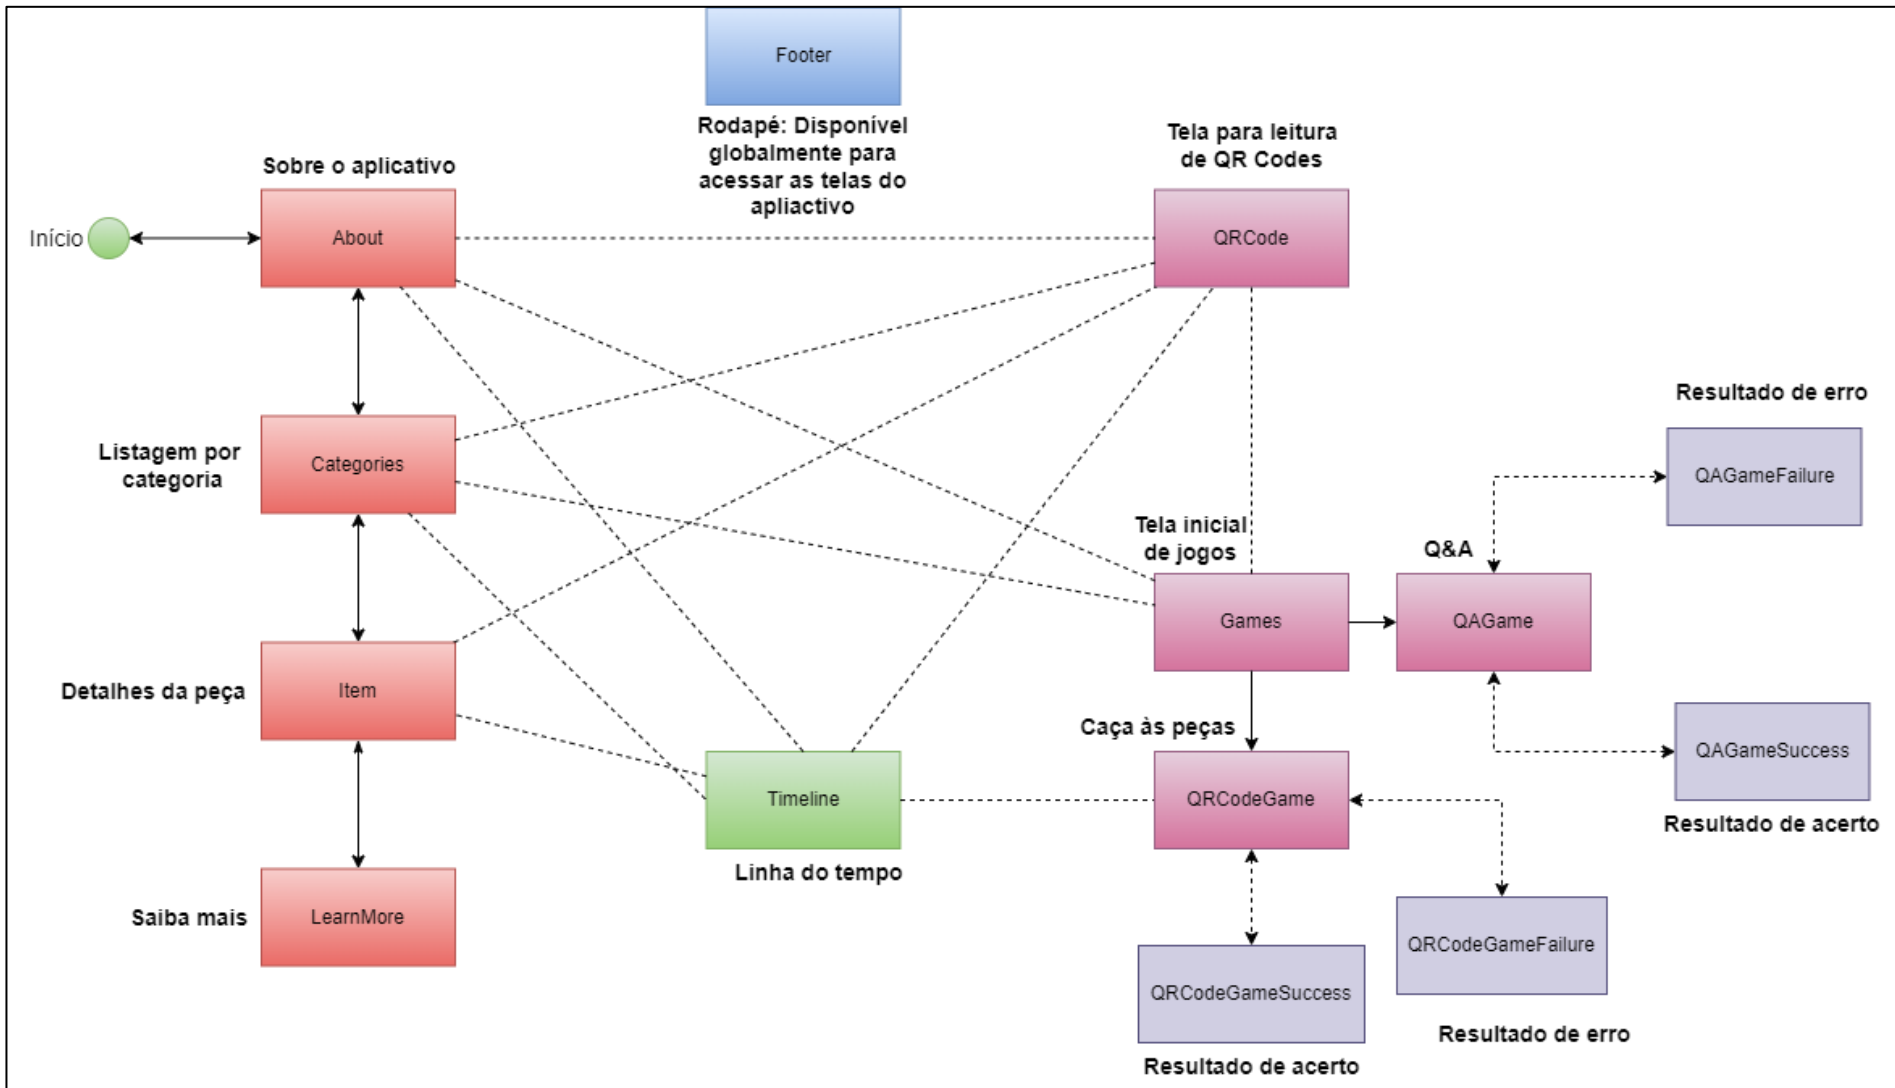 Footer
Rodapé: Disponível
globalmente para
acessar as telas do
apliactivo
Tela para leitura
de QR Codes
Sobre o aplicativo
Início
About
QRCode
Resultado de erro
Listagem por
categoria
Categories
QAGameFailure
Tela inicial
de jogos
Q&A
Games
QAGame
Detalhes da peça
Item
Caça às peças
QAGameSuccess
Timeline
QRCodeGame
Resultado de acerto
Linha do tempo
Saiba mais
LearnMore
QRCodeGameFailure
QRCodeGameSuccess
Resultado de erro
Resultado de acerto